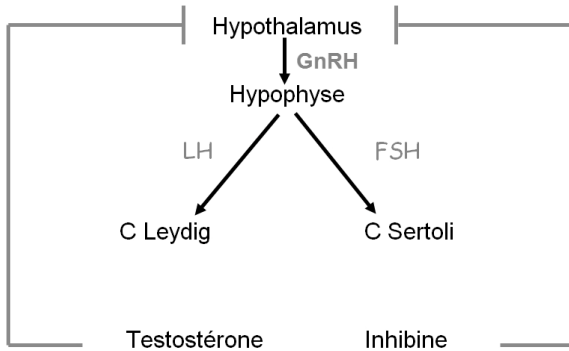 Hypothalamus
GnRH
Hypophyse
LH
FSH
C Leydig
C Sertoli
Testostérone
Inhibine